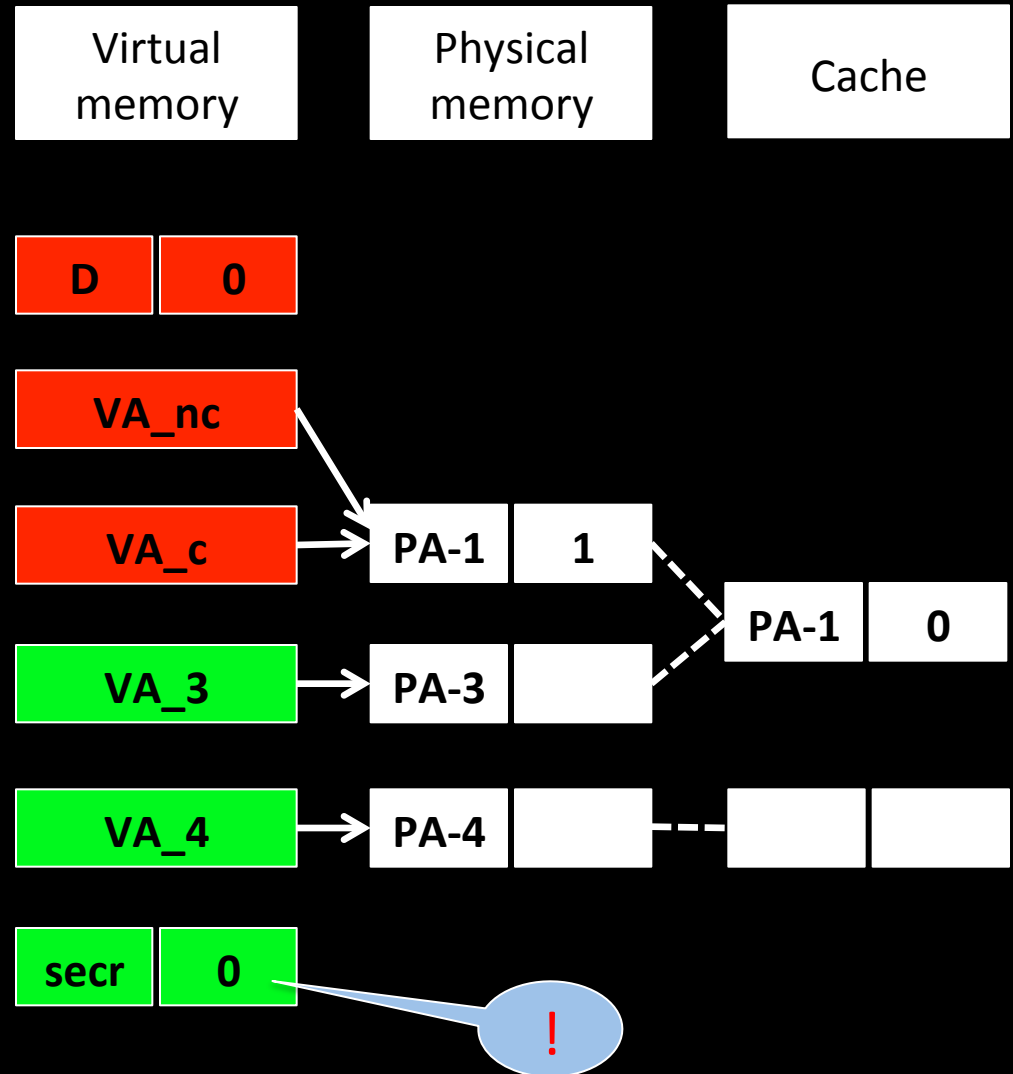 Virtual
memory
Physical
memory
Cache
D 0
VA_nc
VA_c
PA-1 1
PA-1 0
VA_3
PA-3
VA_4
PA-4
secr 0
!